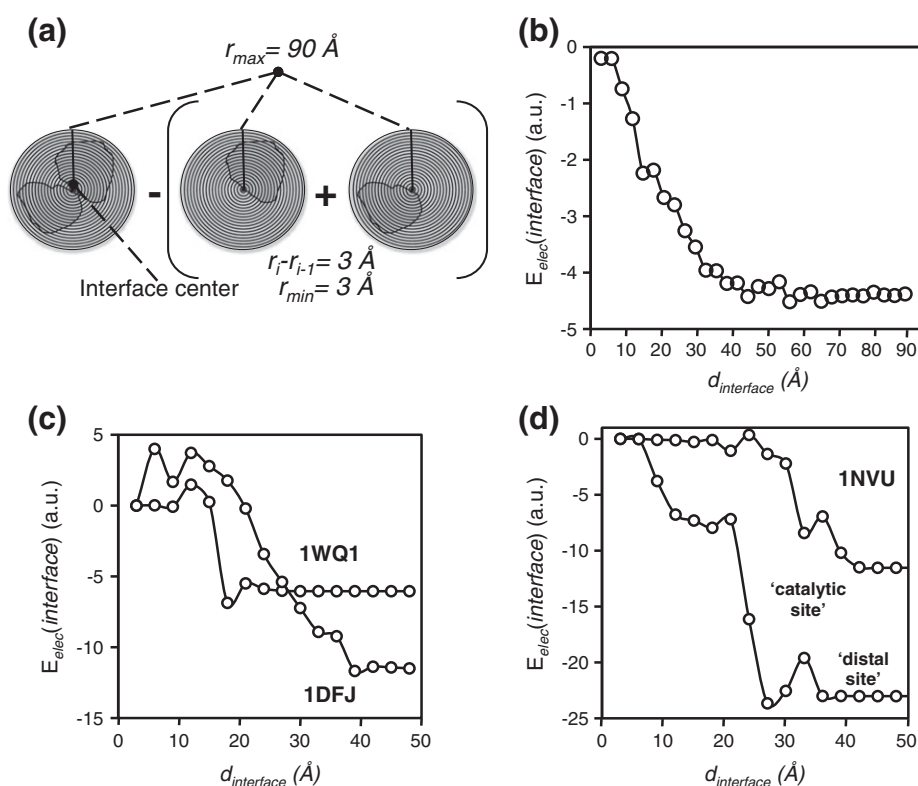 (a)
r_max = 90 Å
- +
r_i-r_i-1 = 3 Å
r_min = 3 Å
Interface center
(b)
E_elec(interface) (a.u.)
0
-1
-2
-3
-4
-5
0 10 20 30 40 50 60 70 80 90
d_interface (Å)
(c)
E_elec(interface) (a.u.)
5
0
-5
-10
-15
1WQ1
1DFJ
0 10 20 30 40 50
d_interface (Å)
(d)
E_elec(interface) (a.u.)
0
-5
-10
-15
-20
-25
1NVU
'catalytic
site'
'distal
site'
0 10 20 30 40 50
d_interface (Å)